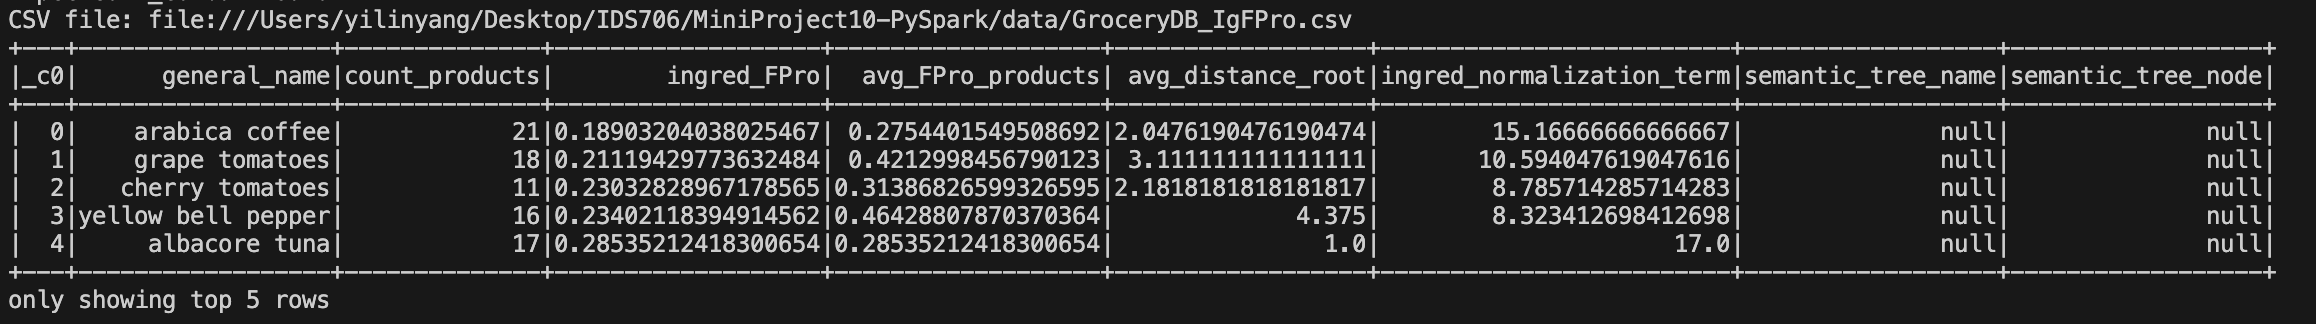 CSV file: file:///Users/yilinyang/Desktop/IDS706/MiniProject10-PySpark/data/GroceryDB_IgFPro.csv
+---+------------------+--------------+-------------------+-------------------+------------------+-------------------------+------------------+------------------+
|_c0|      general_name|count_products|        ingred_FPro|  avg_FPro_products| avg_distance_root|ingred_normalization_term|semantic_tree_name|semantic_tree_node|
+---+------------------+--------------+-------------------+-------------------+------------------+-------------------------+------------------+------------------+
|  0|    arabica coffee|            21|0.18903204038025467| 0.2754401549508692|2.0476190476190474|        15.16666666666667|              null|              null|
|  1|    grape tomatoes|            18|0.21119429773632484| 0.4212998456790123| 3.111111111111111|       10.594047619047616|              null|              null|
|  2|   cherry tomatoes|            11|0.23032828967178565|0.31386826599326595|2.1818181818181817|        8.785714285714283|              null|              null|
|  3|yellow bell pepper|            16|0.23402118394914562|0.46428807870370364|             4.375|        8.323412698412698|              null|              null|
|  4|     albacore tuna|            17|0.28535212418300654|0.28535212418300654|               1.0|                     17.0|              null|              null|
+---+------------------+--------------+-------------------+-------------------+------------------+-------------------------+------------------+------------------+
only showing top 5 rows